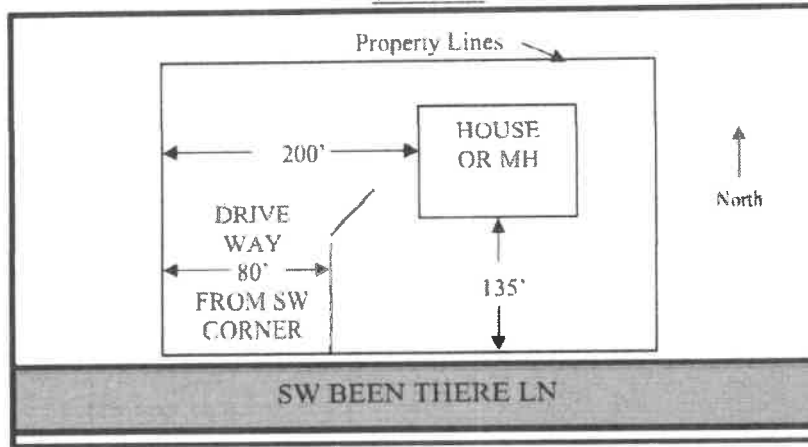 Property Lines
HOUSE
OR MH
200'
North
DRIVE
WAY
80'
FROM SW
CORNER
135'
SW BEEN THERE LN